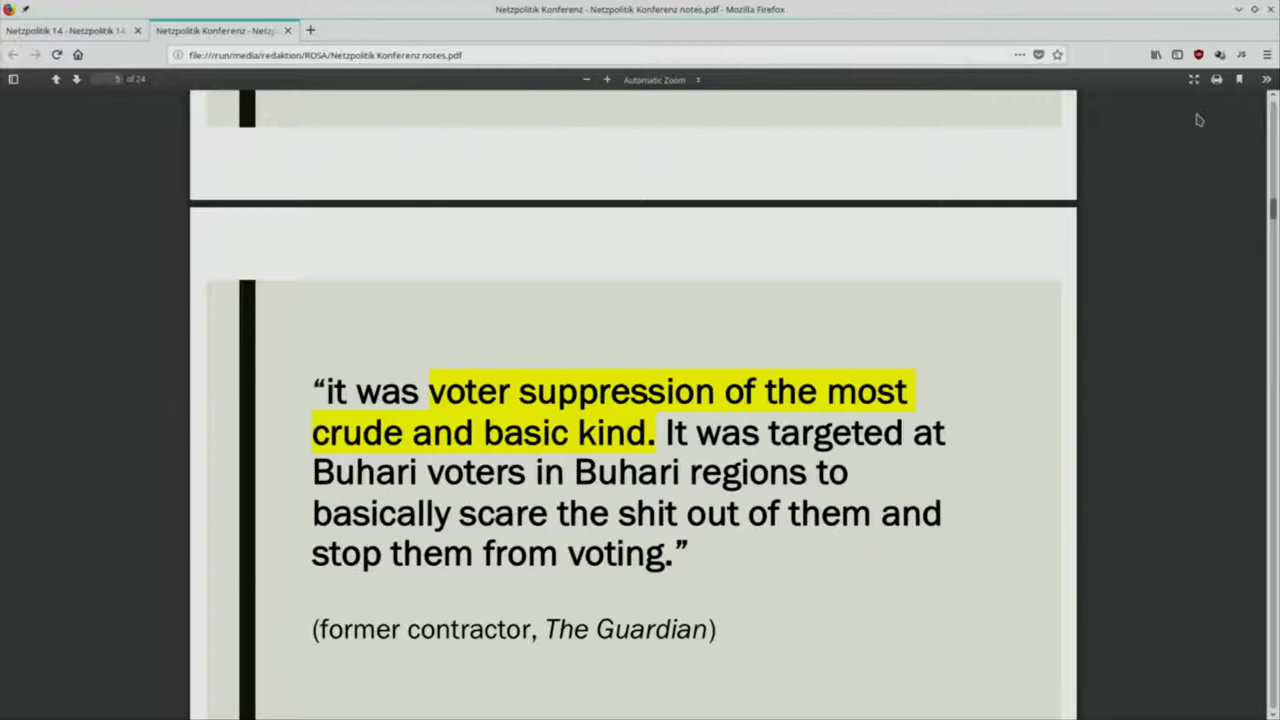 Netzpolitik Konferenz - Netzpolitik Konferenz notes.pdf - Mozilla Firefox
Netzpolitik 14 - Netzpolitik 14
Netzpolitik Konferenz - Netzp
file:///run/media/redaktion/ROSA/Netzpolitik Konferenz notes.pdf
5 of 24
Automatic Zoom
“it was voter suppression of the most
crude and basic kind. It was targeted at
Buhari voters in Buhari regions to
basically scare the shit out of them and
stop them from voting.”
(former contractor, The Guardian)